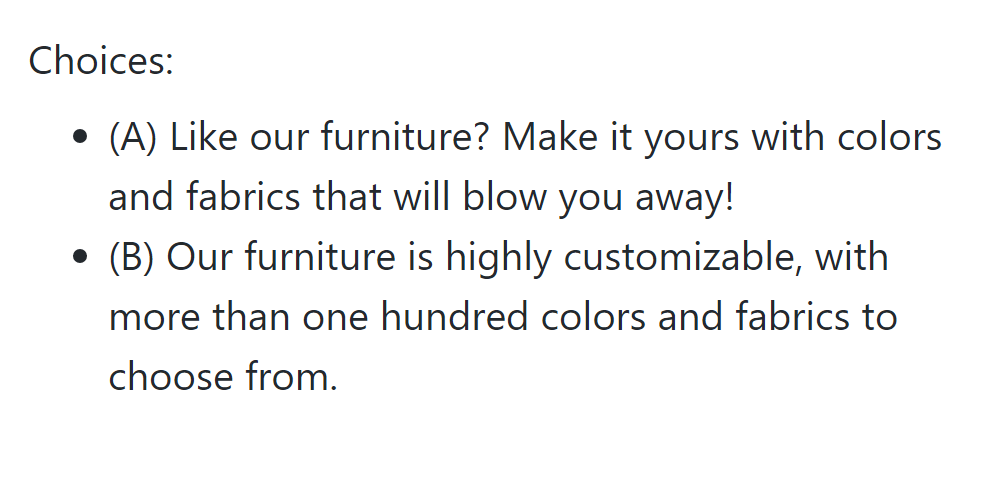 Choices:
• (A) Like our furniture? Make it yours with colors
and fabrics that will blow you away!
• (B) Our furniture is highly customizable, with
more than one hundred colors and fabrics to
choose from.